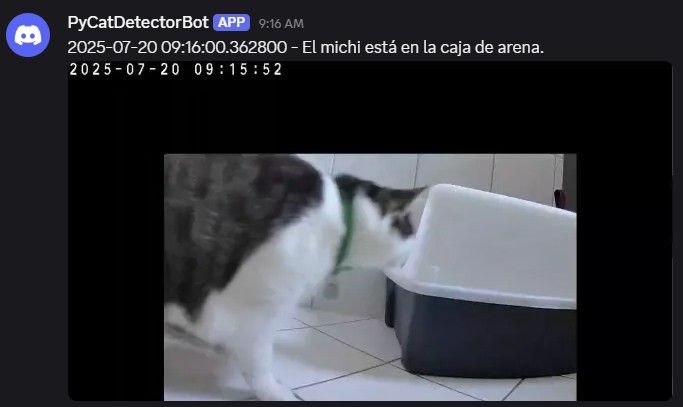 PyCatDetectorBot APP 9:16 AM
2025-07-20 09:16:00.362800 - El michi está en la caja de arena.
2025-07-20 09:15:52